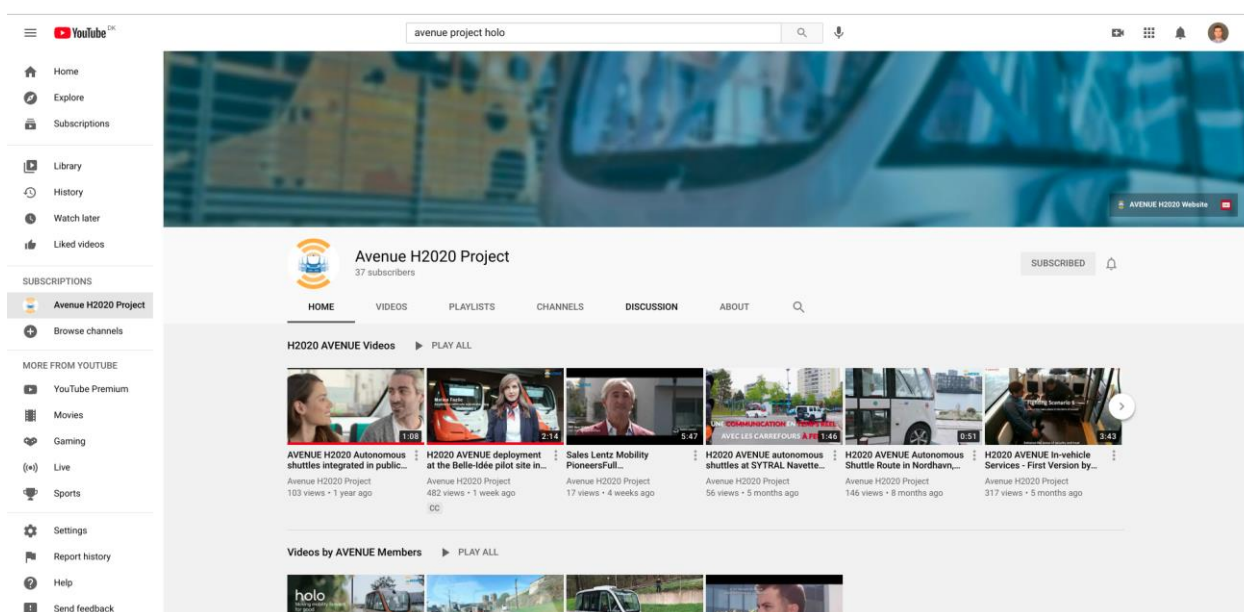 YouTube DK
avenue project holo
Home
Explore
Subscriptions
Library
History
Watch later
Liked videos
SUBSCRIPTIONS
Avenue H2020 Project
Browse channels
MORE FROM YOUTUBE
YouTube Premium
Movies
Gaming
Live
Sports
Settings
Report history
Help
Send feedback
AVENUE H2020 Website
Avenue H2020 Project
37 subscribers
SUBSCRIBED
HOME VIDEOS PLAYLISTS CHANNELS DISCUSSION ABOUT
H2020 AVENUE Videos PLAY ALL
1:08
AVENUE H2020 Autonomous
shuttles integrated in public...
Avenue H2020 Project
103 views • 1 year ago
2:14
H2020 AVENUE deployment
at the Belle-Idée pilot site in...
Avenue H2020 Project
482 views • 1 week ago
CC
5:47
Sales Lentz Mobility
PioneersFull...
Avenue H2020 Project
17 views • 4 weeks ago
COMMUNICATION
AVEC LES CARREFOURS À
1:46
H2020 AVENUE autonomous
shuttles at SYTRAL Navette...
Avenue H2020 Project
56 views • 5 months ago
0:51
H2020 AVENUE Autonomous
Shuttle Route in Nordhavn,...
Avenue H2020 Project
146 views • 8 months ago
3:43
H2020 AVENUE In-vehicle
Services - First Version by...
Avenue H2020 Project
317 views • 5 months ago
Videos by AVENUE Members PLAY ALL
holo